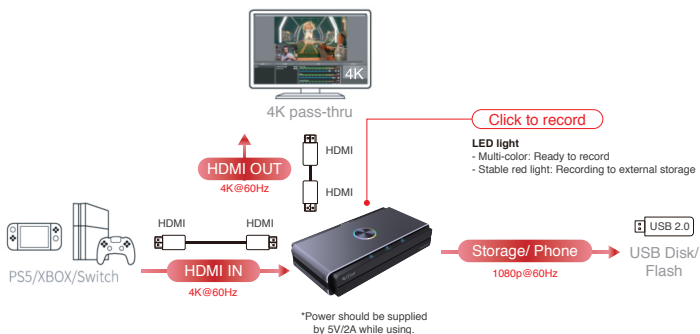 4K
4K pass-thru
Click to record
LED light
- Multi-color: Ready to record
- Stable red light: Recording to external storage
HDMI
HDMI OUT
4K@60Hz
HDMI
HDMI
HDMI
USB 2.0
PS5/XBOX/Switch
HDMI IN
4K@60Hz
Storage/ Phone
1080p@60Hz
USB Disk/
Flash
*Power should be supplied
by 5V/2A while using.